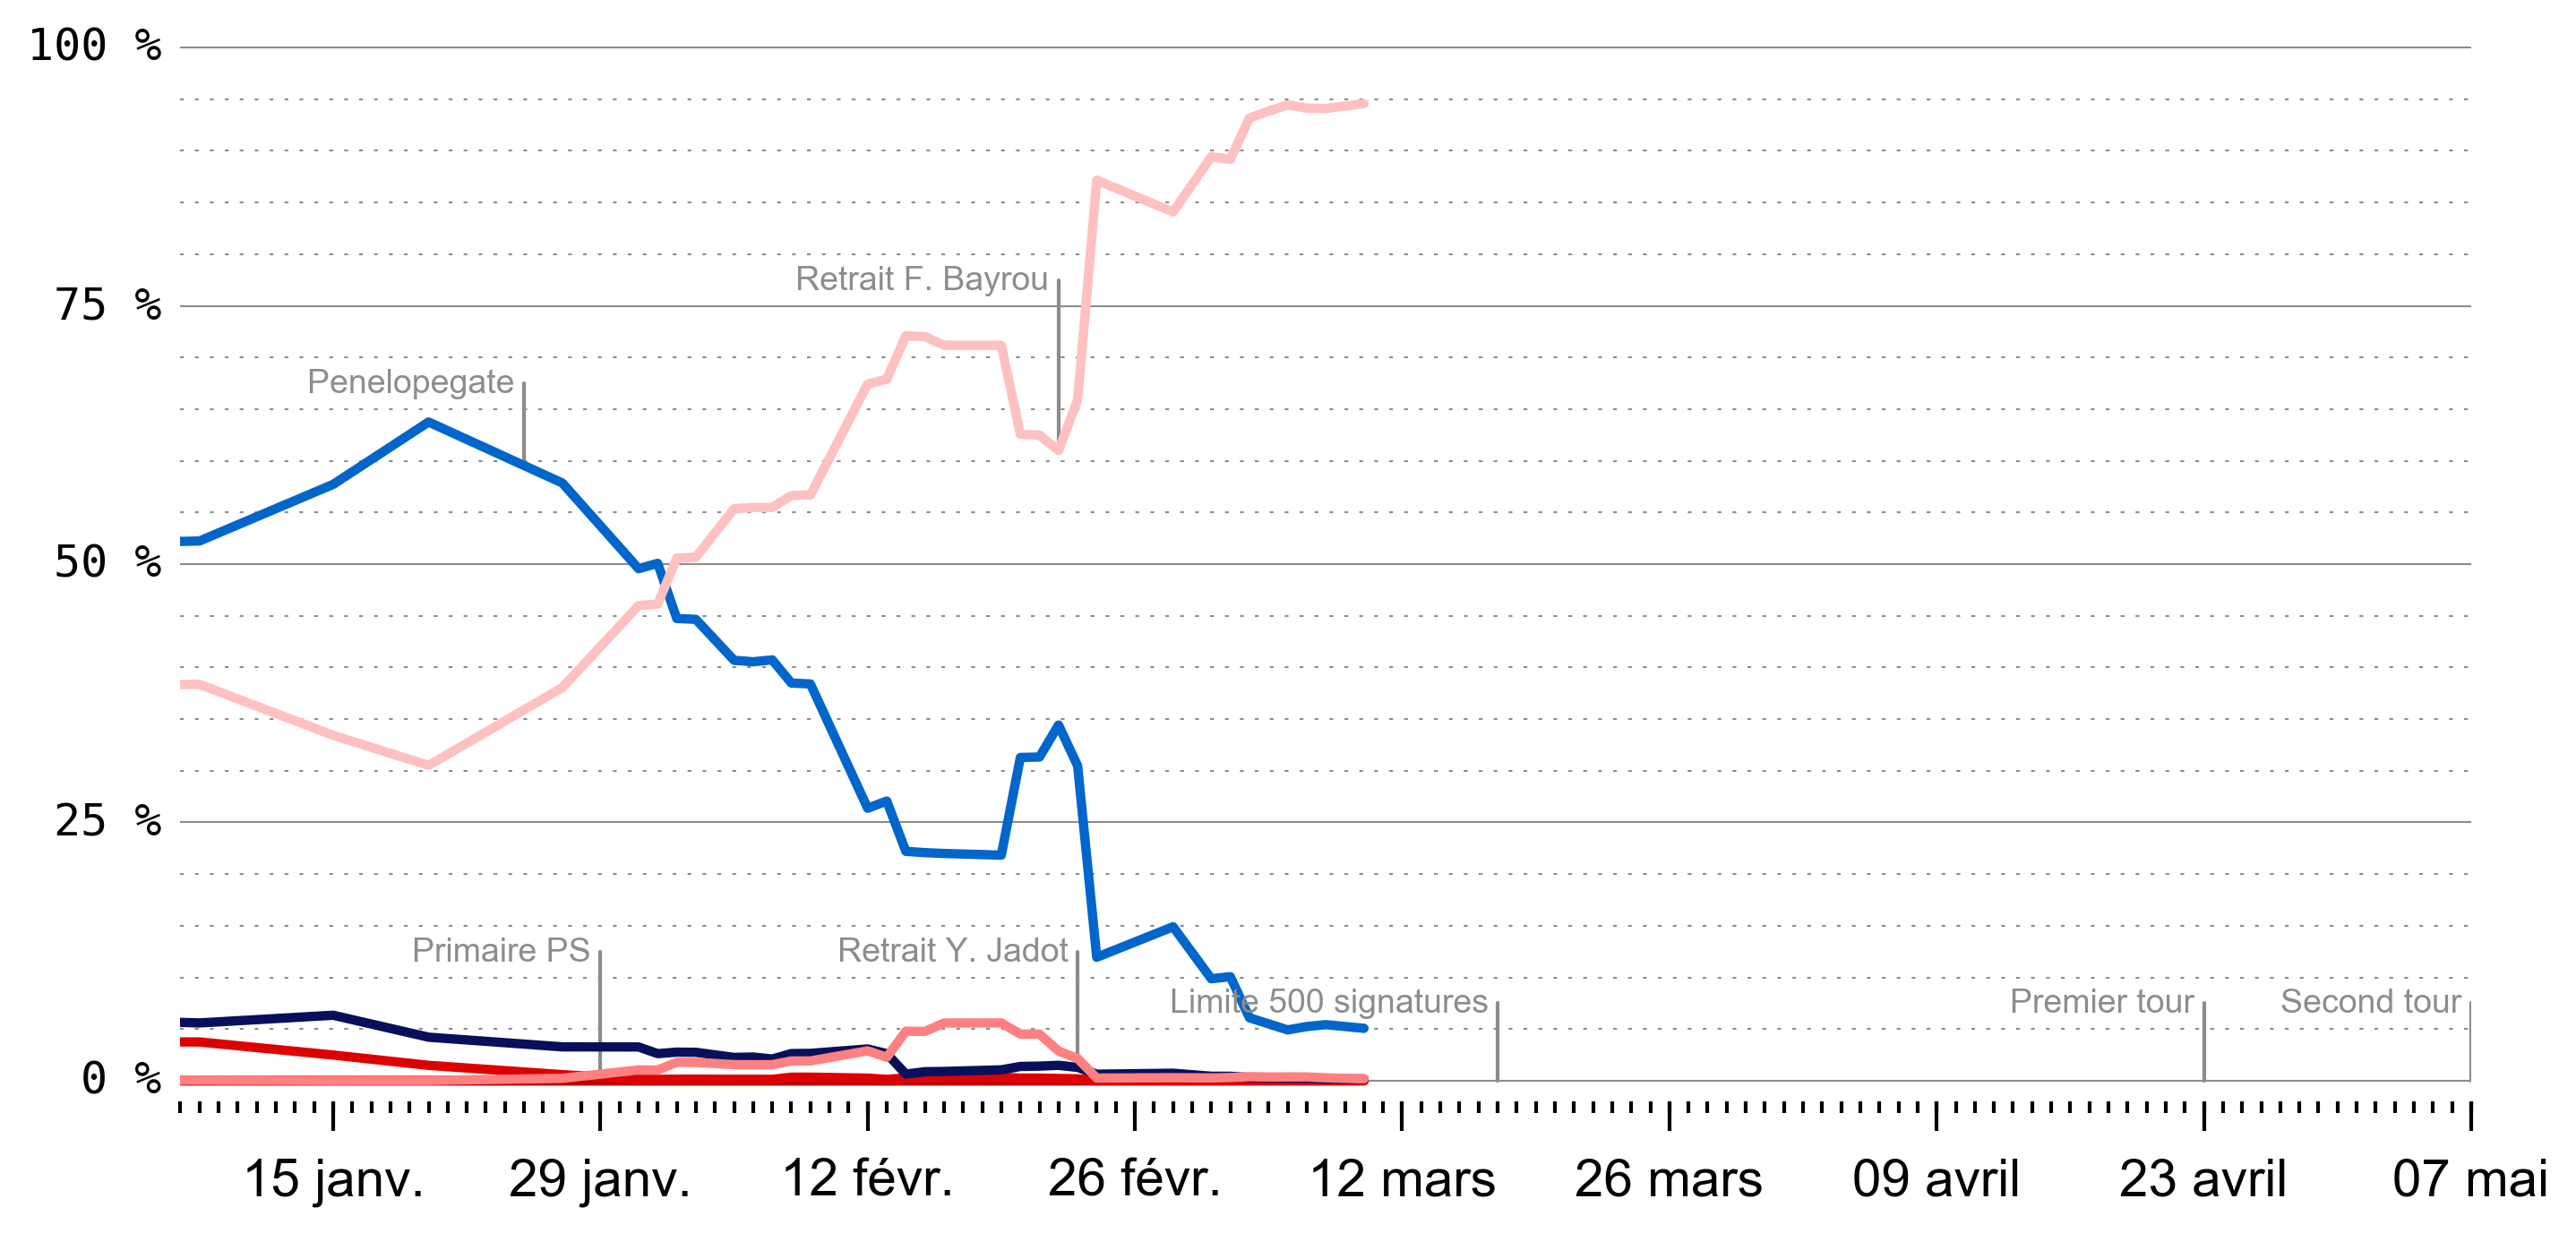 100 %
Retrait F. Bayrou
75 %
Penelopegate
50 %
25 %
Primaire PS
Retrait Y. Jadot
Limite 500 signatures
Premier tour
Second tour
0 %
15 janv.
29 janv.
12 févr.
26 févr.
12 mars
26 mars
09 avril
23 avril
07 mai